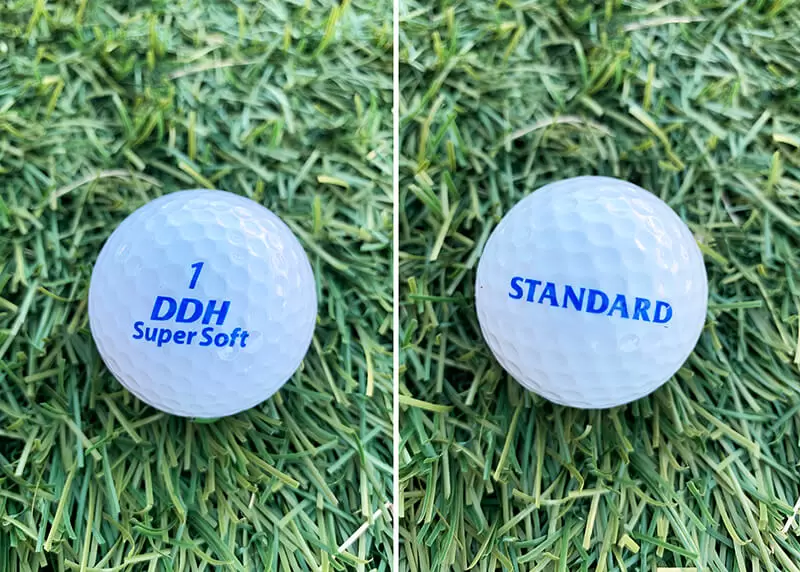 1
DDH
Super Soft
STANDARD